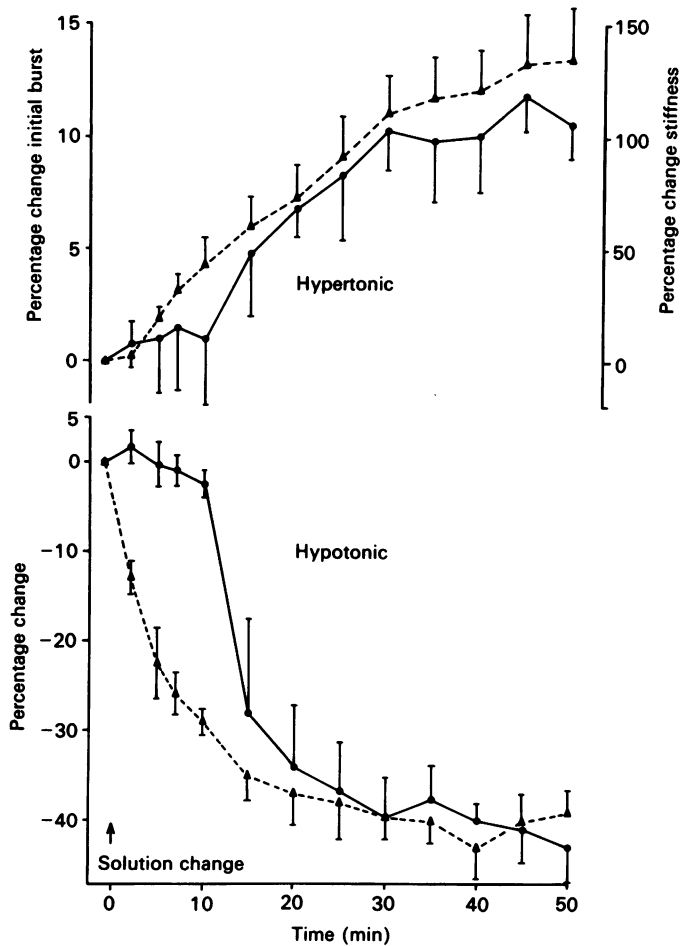 15
10
5
0
Percentage change initial burst
150
100
50
0
Percentage change stiffness
Hypertonic
5
0
−10
−20
−30
−40
Percentage change
Hypotonic
Solution change
0
10
20
30
40
50
Time (min)